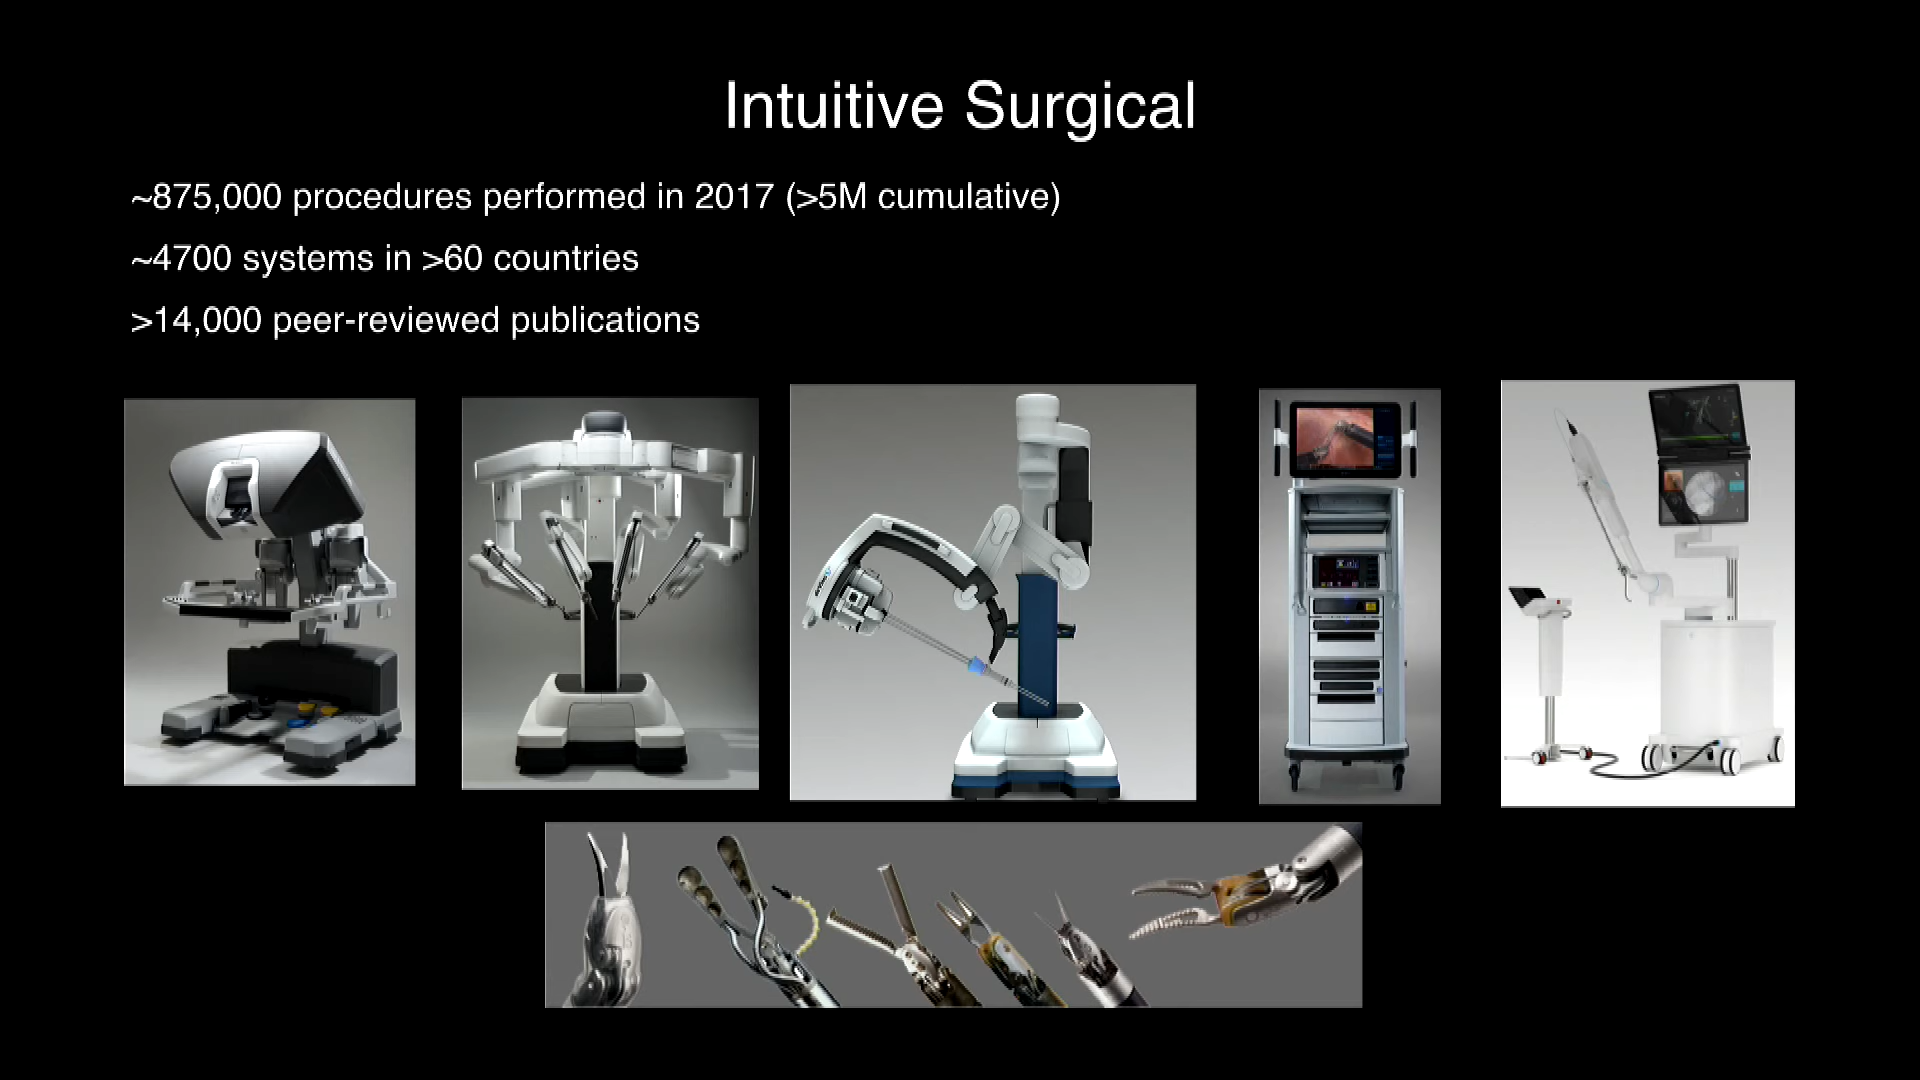 Intuitive Surgical
~875,000 procedures performed in 2017 (>5M cumulative)
~4700 systems in >60 countries
>14,000 peer-reviewed publications